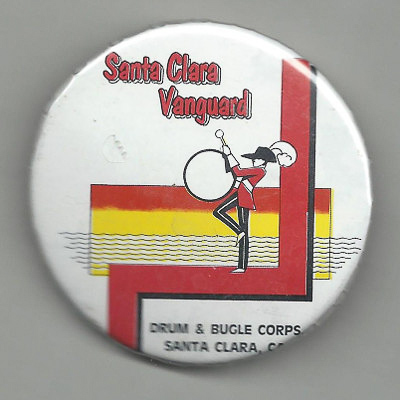 Santa Clara
Vanguard
DRUM & BUGLE CORPS
SANTA CLARA,